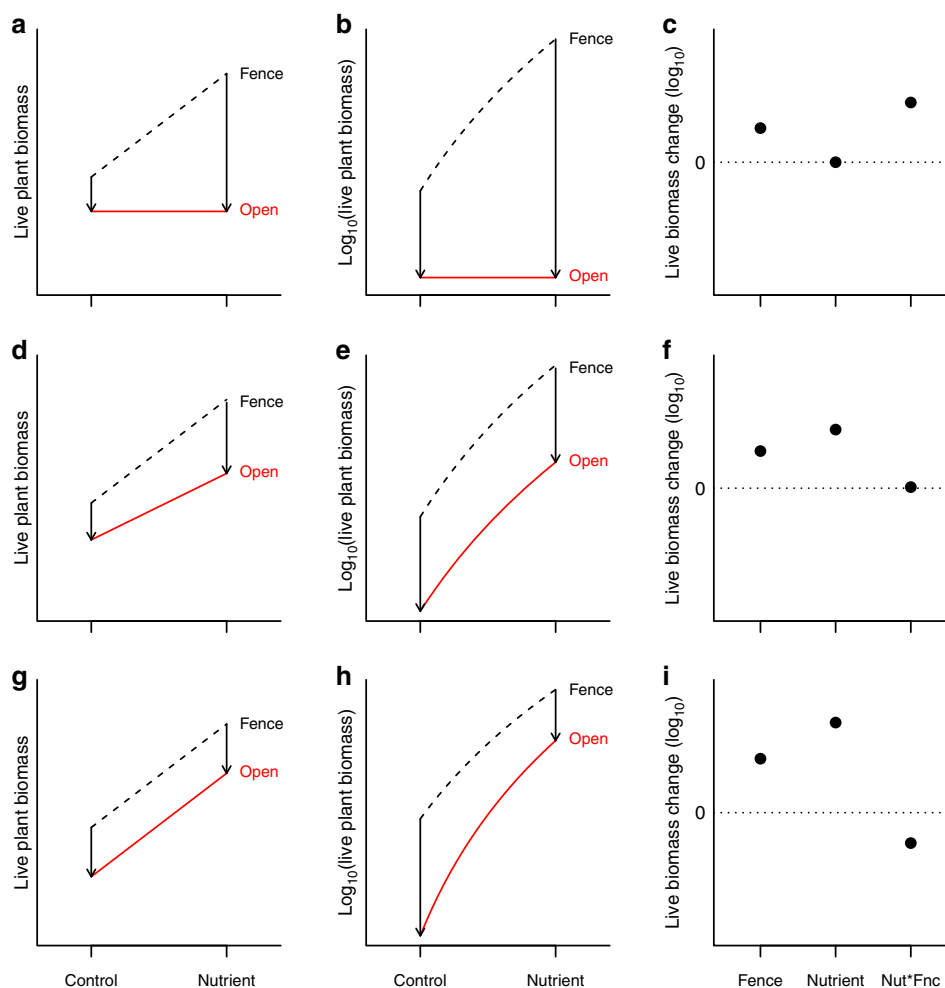 a
Live plant biomass
Fence
Open
b
Log₁₀(live plant biomass)
Fence
Open
c
Live biomass change (log₁₀)
0
d
Live plant biomass
Fence
Open
e
Log₁₀(live plant biomass)
Fence
Open
f
Live biomass change (log₁₀)
0
g
Live plant biomass
Fence
Open
Control
Nutrient
h
Log₁₀(live plant biomass)
Fence
Open
Control
Nutrient
i
Live biomass change (log₁₀)
0
Fence
Nutrient
Nut*Fnc